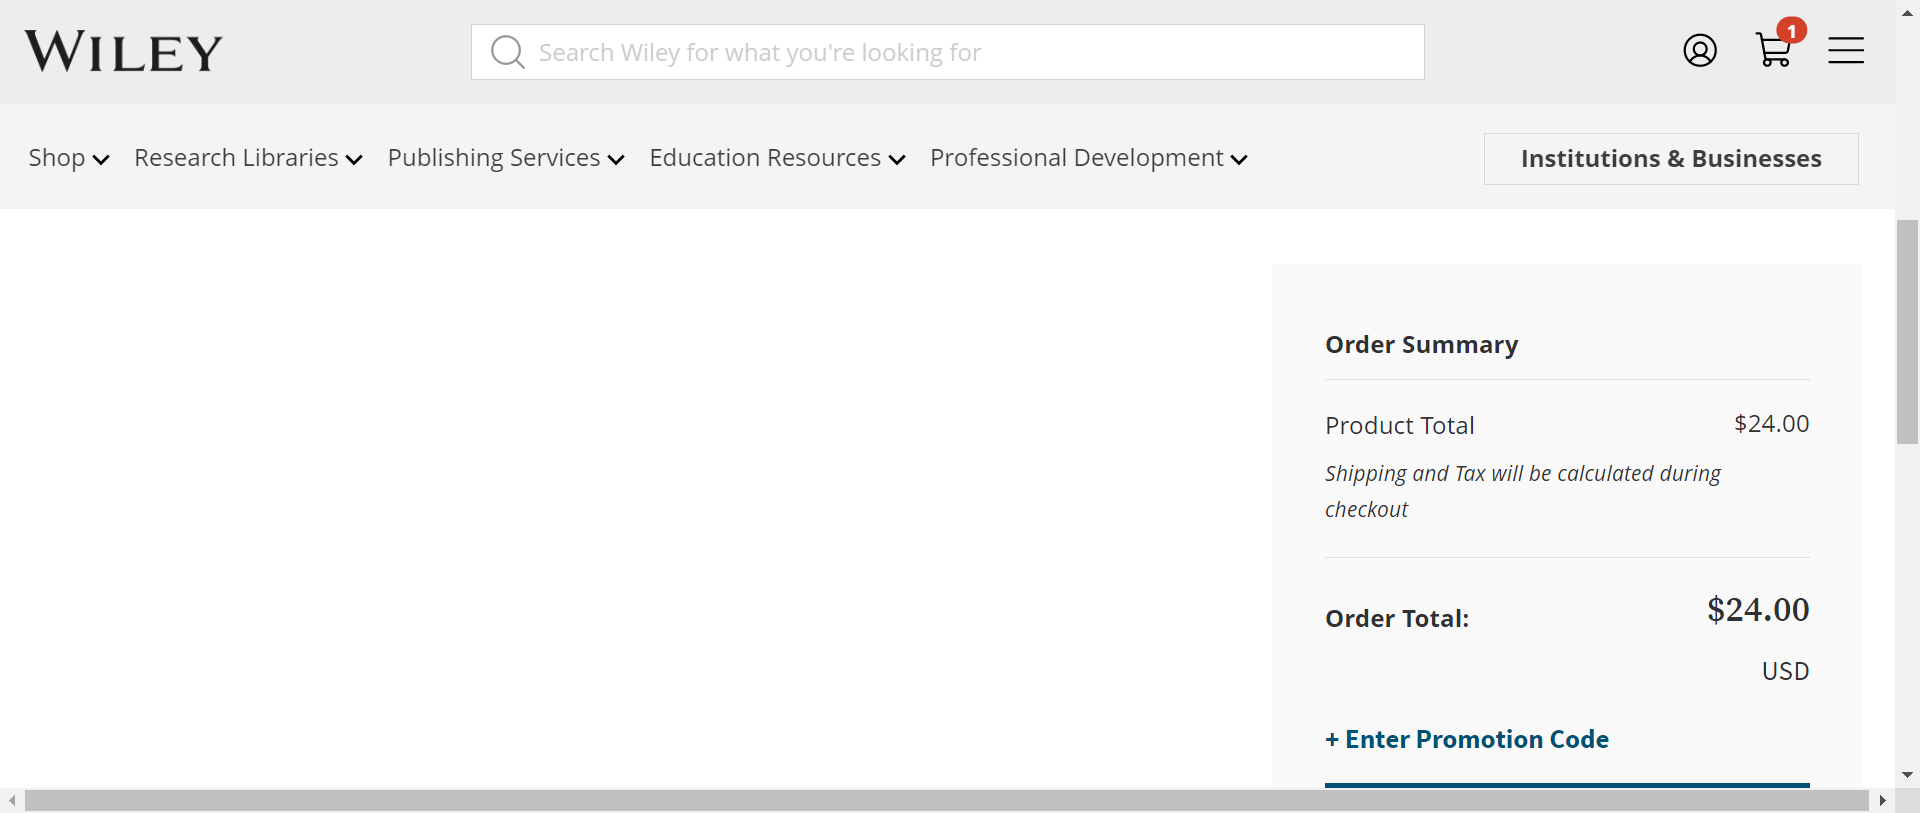 WILEY
Search Wiley for what you're looking for
1
Shop
Research Libraries
Publishing Services
Education Resources
Professional Development
Institutions & Businesses
Order Summary
Product Total
$24.00
Shipping and Tax will be calculated during
checkout
Order Total:
$24.00
USD
+ Enter Promotion Code